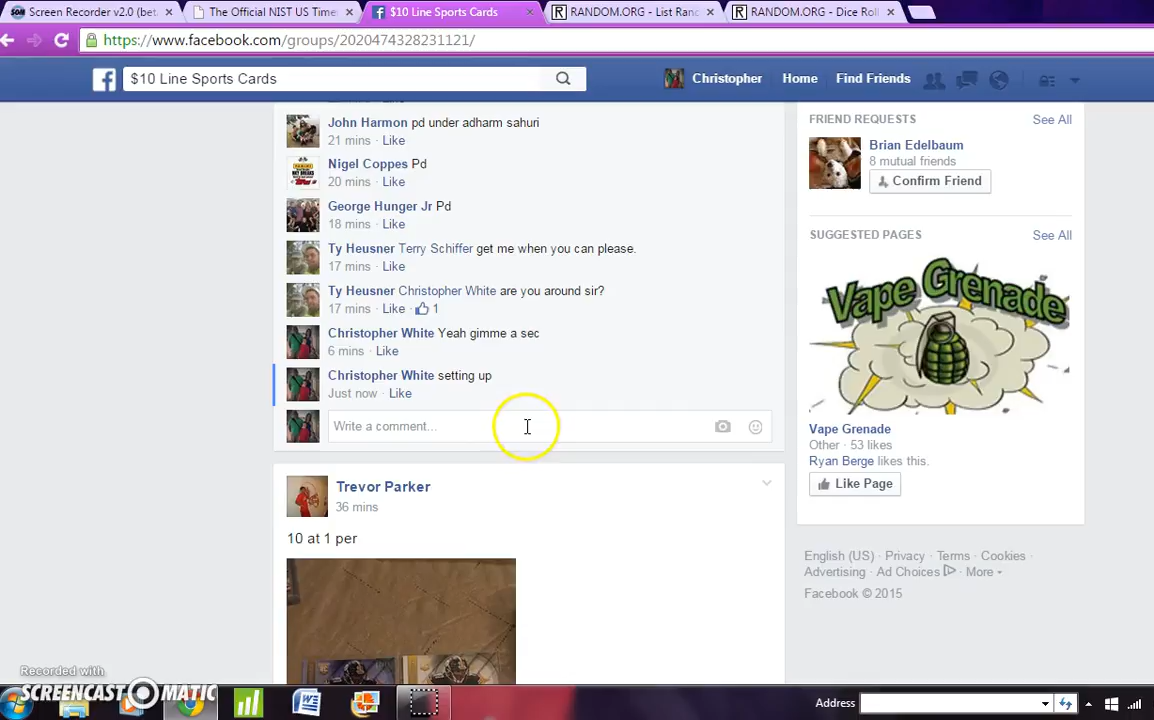 Screen Recorder v2.0 (bet
The Official NIST US Time
$10 Line Sports Cards
RANDOM.ORG - List Ran
RANDOM.ORG - Dice Roll
https://www.facebook.com/groups/2020474328231121/
$10 Line Sports Cards
Christopher
Home
Find Friends
John Harmon pd under adharm sahuri
21 mins · Like
Nigel Coppes Pd
20 mins · Like
George Hunger Jr Pd
18 mins · Like
Ty Heusner Terry Schiffer get me when you can please.
17 mins · Like
Ty Heusner Christopher White are you around sir?
17 mins · Like · 1
Christopher White Yeah gimme a sec
6 mins · Like
Christopher White setting up
Just now · Like
Write a comment...
Trevor Parker
36 mins
10 at 1 per
FRIEND REQUESTS
See All
Brian Edelbaum
8 mutual friends
Confirm Friend
SUGGESTED PAGES
See All
Vape Grenade
Vape Grenade
Other · 53 likes
Ryan Berge likes this.
Like Page
English (US) · Privacy · Terms · Cookies ·
Advertising · Ad Choices · More
Facebook © 2015
Recorded with
SCREENCAST-O-MATIC
Address